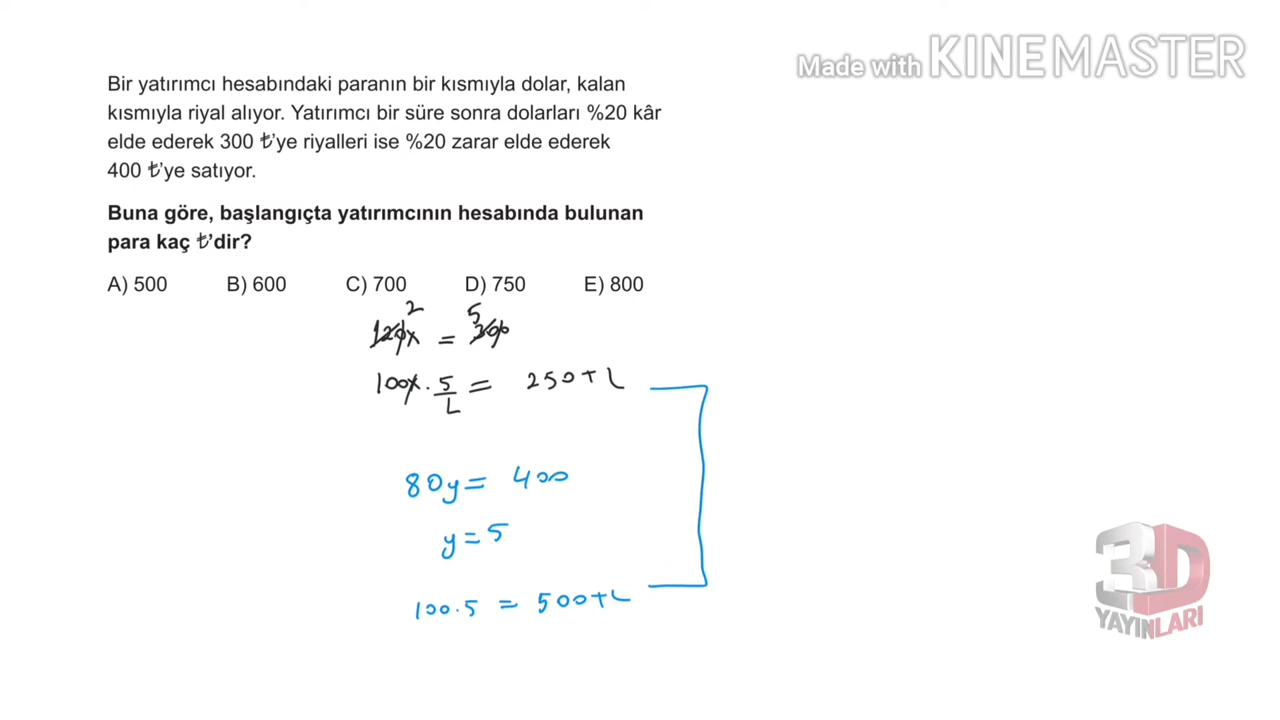 Made with KINEMASTER
Bir yatırımcı hesabındaki paranın bir kısmıyla dolar, kalan
kısmıyla riyal alıyor. Yatırımcı bir süre sonra dolarları %20 kâr
elde ederek 300 ₺'ye riyalleri ise %20 zarar elde ederek
400 ₺'ye satıyor.
Buna göre, başlangıçta yatırımcının hesabında bulunan
para kaç ₺'dir?
A) 500 B) 600 C) 700 D) 750 E) 800
2 5
120x = 300
100x . 5/2 = 250 TL
80y = 400
y = 5
100.5 = 500 TL
3D
YAYINLARI